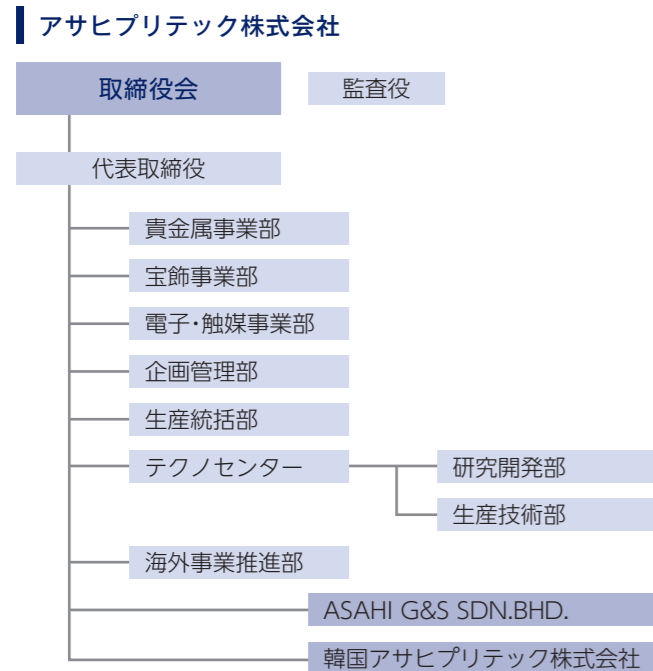 アサヒプリテック株式会社
取締役会
監査役
代表取締役
貴金属事業部
宝飾事業部
電子・触媒事業部
企画管理部
生産統括部
テクノセンター
研究開発部
生産技術部
海外事業推進部
ASAHI G&S SDN.BHD.
韓国アサヒプリテック株式会社